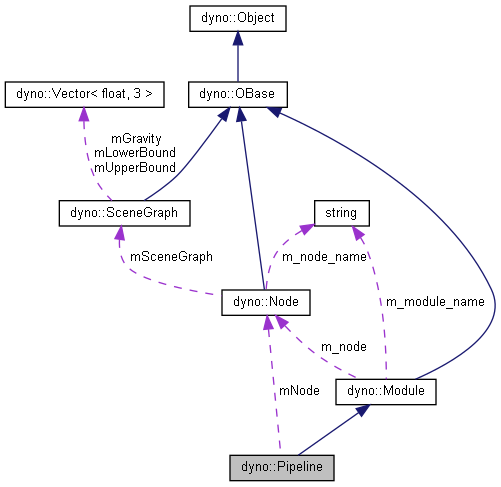 dyno::Object
dyno::Vector< float, 3 >
dyno::OBase
mGravity
mLowerBound
mUpperBound
dyno::SceneGraph
string
mSceneGraph
m_node_name
dyno::Node
m_module_name
m_node
mNode
dyno::Module
dyno::Pipeline